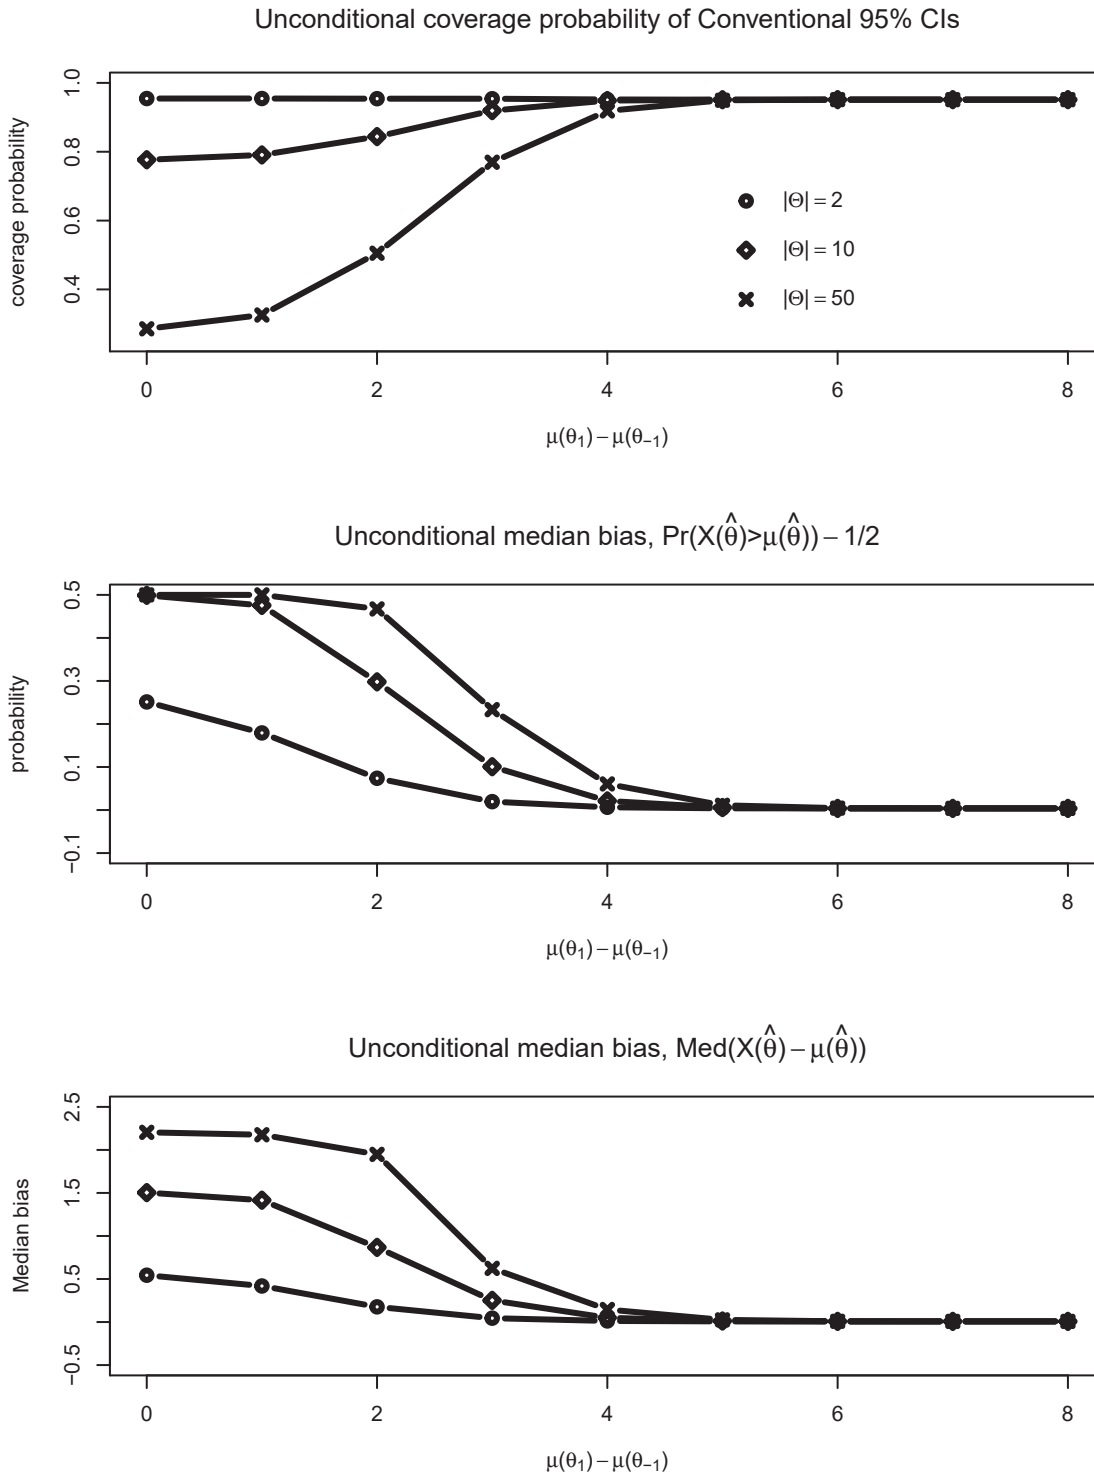 Unconditional coverage probability of Conventional 95% CIs
coverage probability
1.0
0.8
0.6
0.4
|Θ| = 2
|Θ| = 10
|Θ| = 50
0 2 4 6 8
μ(θ₁) − μ(θ₋₁)
Unconditional median bias, Pr(X(θ̂)>μ(θ̂)) − 1/2
probability
0.5
0.3
0.1
−0.1
0 2 4 6 8
μ(θ₁) − μ(θ₋₁)
Unconditional median bias, Med(X(θ̂) − μ(θ̂))
Median bias
2.5
1.5
0.5
−0.5
0 2 4 6 8
μ(θ₁) − μ(θ₋₁)